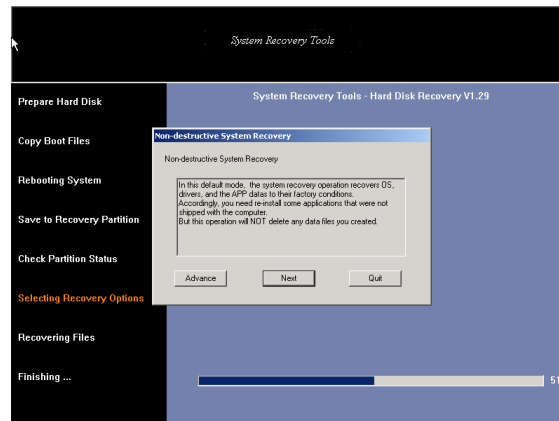 System Recovery Tools
System Recovery Tools - Hard Disk Recovery V1.29
Prepare Hard Disk
Copy Boot Files
Rebooting System
Save to Recovery Partition
Check Partition Status
Selecting Recovery Options
Recovering Files
Finishing ...
Non-destructive System Recovery
Non-destructive System Recovery
In this default mode, the system recovery operation recovers OS,
drivers, and the APP datas to their factory conditions.
Accordingly, you need re-install some applications that were not
shipped with the computer.
But this operation will NOT delete any data files you created.
Advance
Next
Quit
51